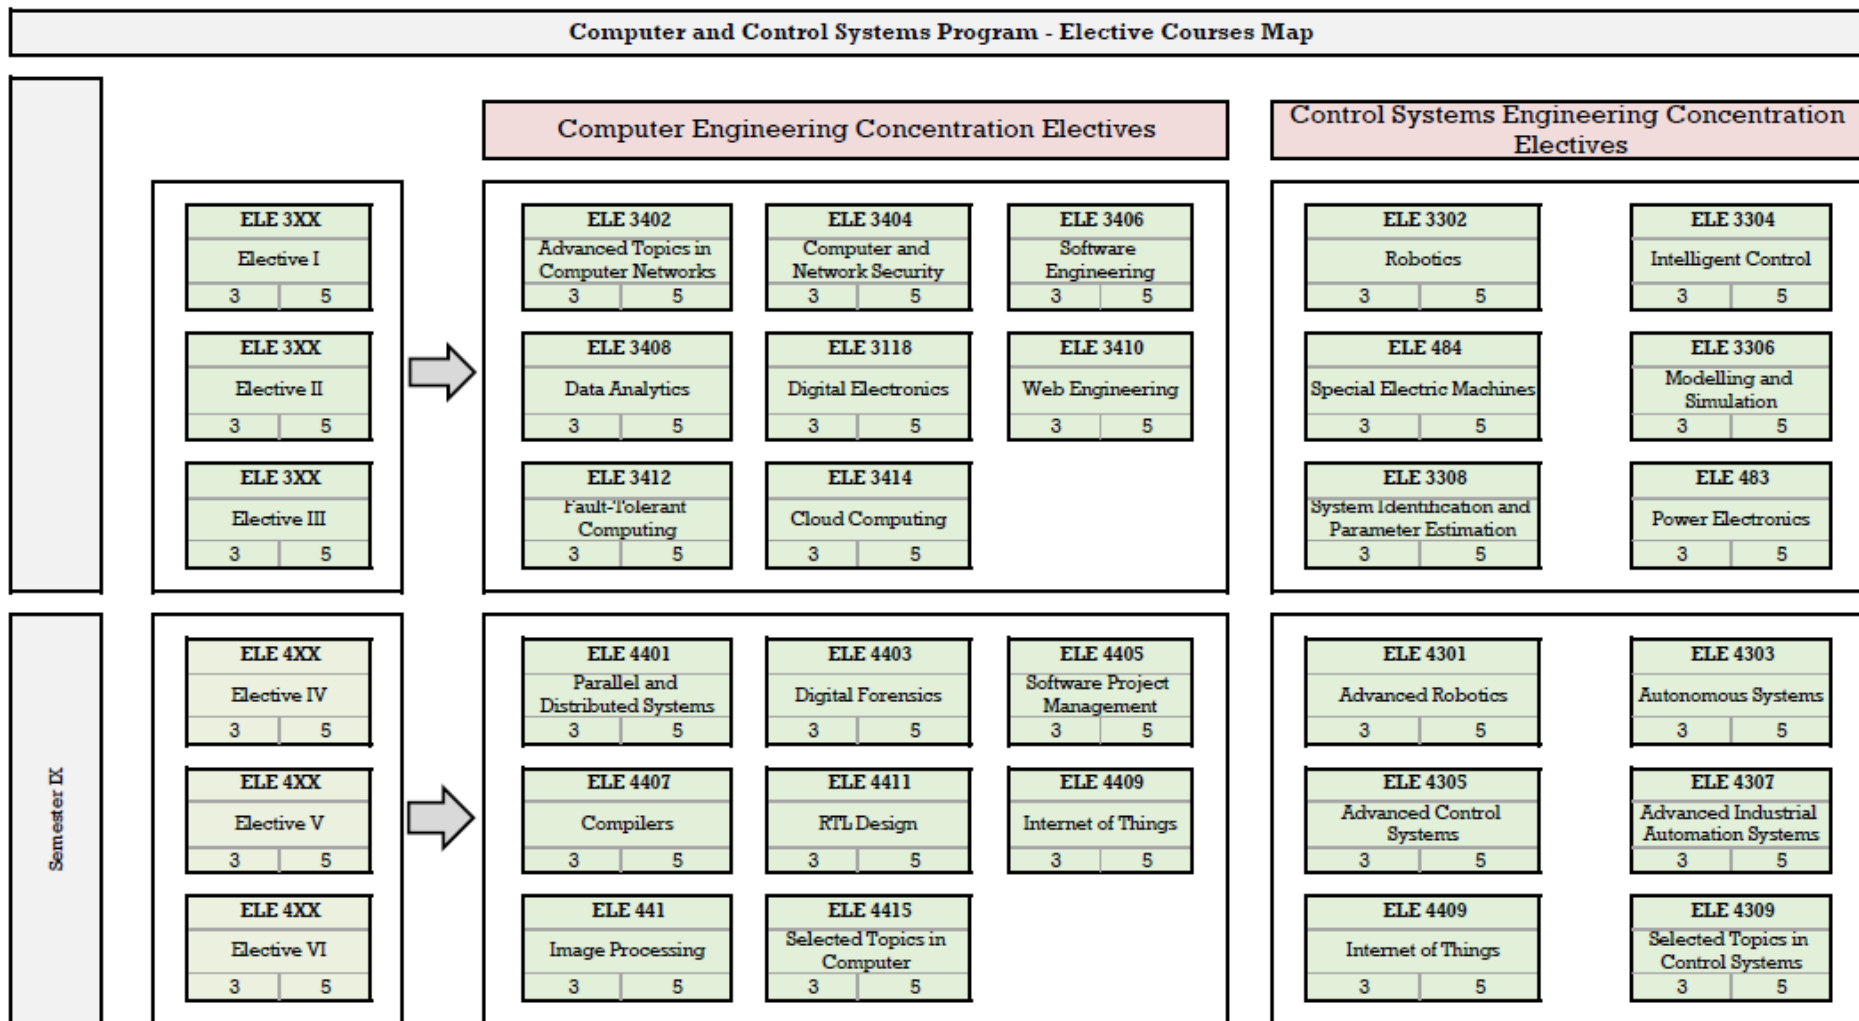 Computer and Control Systems Program - Elective Courses Map
Computer Engineering Concentration Electives
Control Systems Engineering Concentration
Electives
ELE 3XX
Elective I
3 5
ELE 3XX
Elective II
3 5
ELE 3XX
Elective III
3 5
ELE 3402
Advanced Topics in
Computer Networks
3 5
ELE 3404
Computer and
Network Security
3 5
ELE 3406
Software
Engineering
3 5
ELE 3408
Data Analytics
3 5
ELE 3118
Digital Electronics
3 5
ELE 3410
Web Engineering
3 5
ELE 3412
Fault-Tolerant
Computing
3 5
ELE 3414
Cloud Computing
3 5
ELE 3302
Robotics
3 5
ELE 3304
Intelligent Control
3 5
ELE 484
Special Electric Machines
3 5
ELE 3306
Modelling and
Simulation
3 5
ELE 3308
System Identification and
Parameter Estimation
3 5
ELE 483
Power Electronics
3 5
Semester IX
ELE 4XX
Elective IV
3 5
ELE 4XX
Elective V
3 5
ELE 4XX
Elective VI
3 5
ELE 4401
Parallel and
Distributed Systems
3 5
ELE 4403
Digital Forensics
3 5
ELE 4405
Software Project
Management
3 5
ELE 4407
Compilers
3 5
ELE 4411
RTL Design
3 5
ELE 4409
Internet of Things
3 5
ELE 441
Image Processing
3 5
ELE 4415
Selected Topics in
Computer
3 5
ELE 4301
Advanced Robotics
3 5
ELE 4303
Autonomous Systems
3 5
ELE 4305
Advanced Control
Systems
3 5
ELE 4307
Advanced Industrial
Automation Systems
3 5
ELE 4409
Internet of Things
3 5
ELE 4309
Selected Topics in
Control Systems
3 5